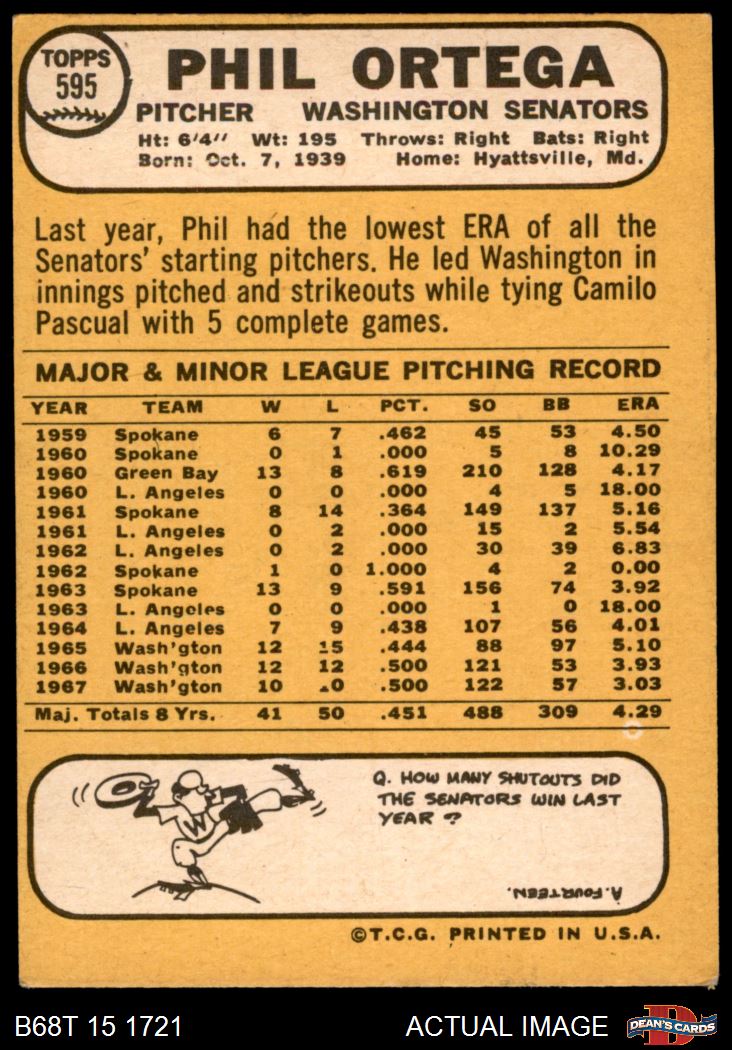 TOPPS
595
PHIL ORTEGA
PITCHER WASHINGTON SENATORS
Ht: 6'4" Wt: 195 Throws: Right Bats: Right
Born: Oct. 7, 1939 Home: Hyattsville, Md.
Last year, Phil had the lowest ERA of all the
Senators' starting pitchers. He led Washington in
innings pitched and strikeouts while tying Camilo
Pascual with 5 complete games.
MAJOR & MINOR LEAGUE PITCHING RECORD
YEAR TEAM W L PCT. SO BB ERA
1959 Spokane 6 7 .462 45 53 4.50
1960 Spokane 0 1 .000 5 8 10.29
1960 Green Bay 13 8 .619 210 128 4.17
1960 L. Angeles 0 0 .000 4 5 18.00
1961 Spokane 8 14 .364 149 137 5.16
1961 L. Angeles 0 2 .000 15 2 5.54
1962 L. Angeles 0 2 .000 30 39 6.83
1962 Spokane 1 0 1.000 4 2 0.00
1963 Spokane 13 9 .591 156 74 3.92
1963 L. Angeles 0 0 .000 1 0 18.00
1964 L. Angeles 7 9 .438 107 56 4.01
1965 Wash'gton 12 15 .444 88 97 5.10
1966 Wash'gton 12 12 .500 121 53 3.93
1967 Wash'gton 10 10 .500 122 57 3.03
Maj. Totals 8 Yrs. 41 50 .451 488 309 4.29
W
Q. HOW MANY SHUTOUTS DID
THE SENATORS WIN LAST
YEAR?
A. FOURTEEN.
©T.C.G. PRINTED IN U.S.A.
B68T 15 1721 ACTUAL IMAGE
D
DEAN'S CARDS